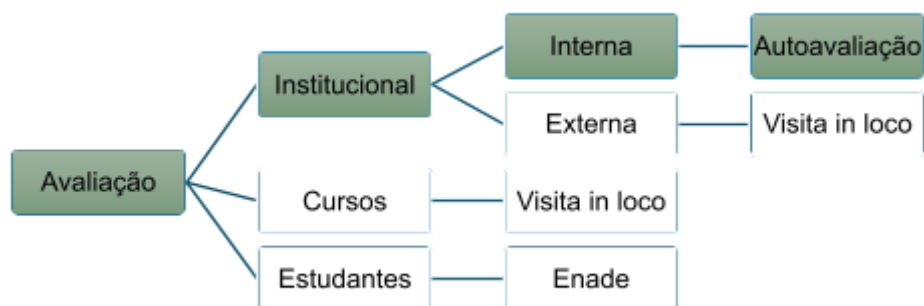 Interna
Autoavaliação
Institucional
Externa
Visita in loco
Avaliação
Cursos
Visita in loco
Estudantes
Enade